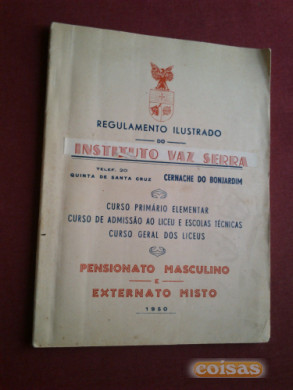 REGULAMENTO ILUSTRADO
DO
INSTITUTO VAZ SERRA
TELEF. 20
QUINTA DE SANTA CRUZ
CERNACHE DO BONJARDIM
CURSO PRIMÁRIO ELEMENTAR
CURSO DE ADMISSÃO AO LICEU E ESCOLAS TÉCNICAS
CURSO GERAL DOS LICEUS
PENSIONATO MASCULINO
E
EXTERNATO MISTO
1950
coisas